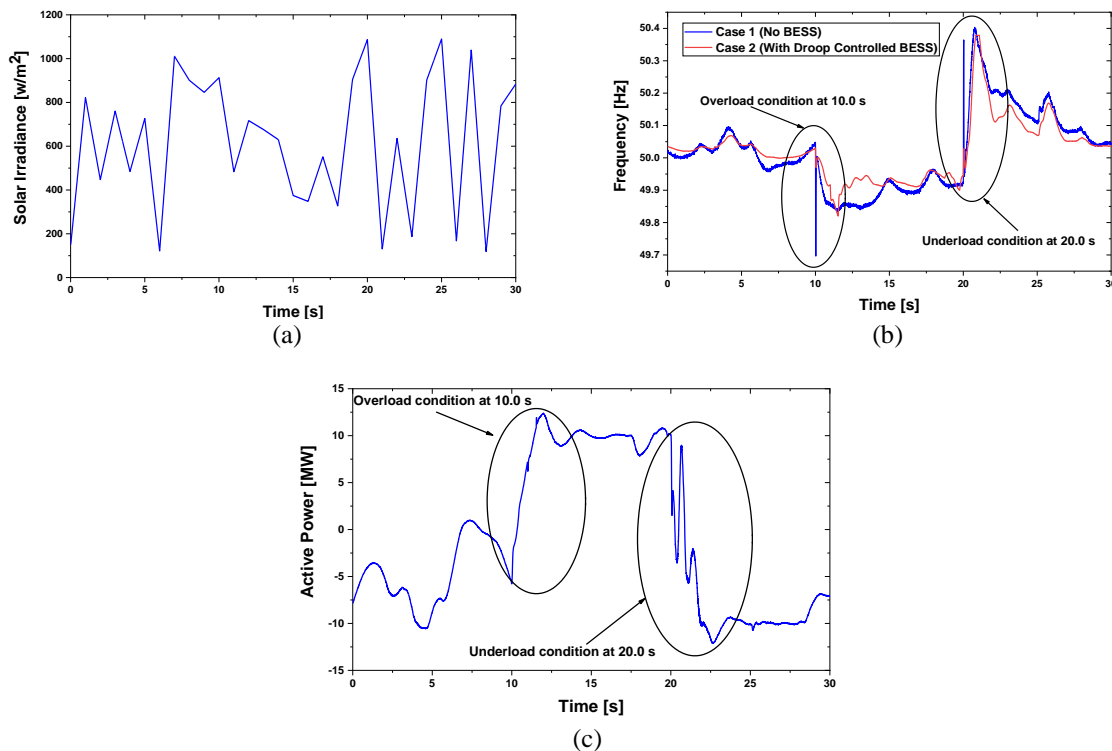 1200
1000
800
600
400
200
0
0 5 10 15 20 25 30
Solar Irradiance [w/m²]
Time [s]
(a)
50.4
50.3
50.2
50.1
50.0
49.9
49.8
49.7
0 5 10 15 20 25 30
Frequency [Hz]
Time [s]
Case 1 (No BESS)
Case 2 (With Droop Controlled BESS)
Overload condition at 10.0 s
Underload condition at 20.0 s
(b)
15
10
5
0
-5
-10
-15
0 5 10 15 20 25 30
Active Power [MW]
Time [s]
Overload condition at 10.0 s
Underload condition at 20.0 s
(c)